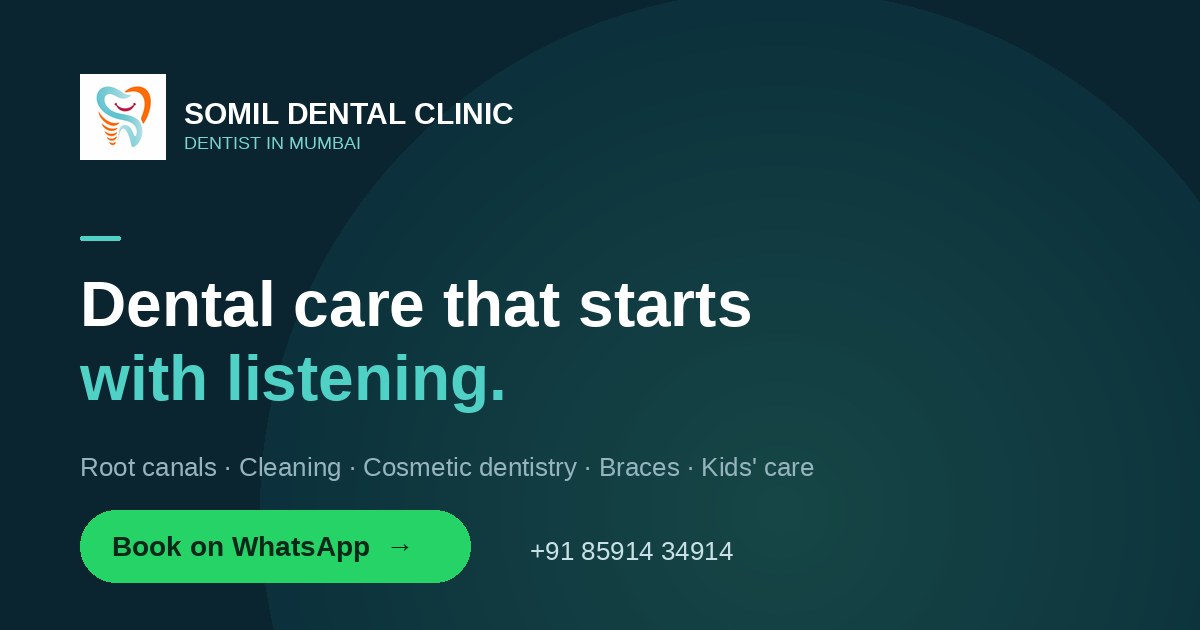 SOMIL DENTAL CLINIC
DENTIST IN MUMBAI
Dental care that starts
with listening.
Root canals · Cleaning · Cosmetic dentistry · Braces · Kids' care
Book on WhatsApp →
+91 85914 34914